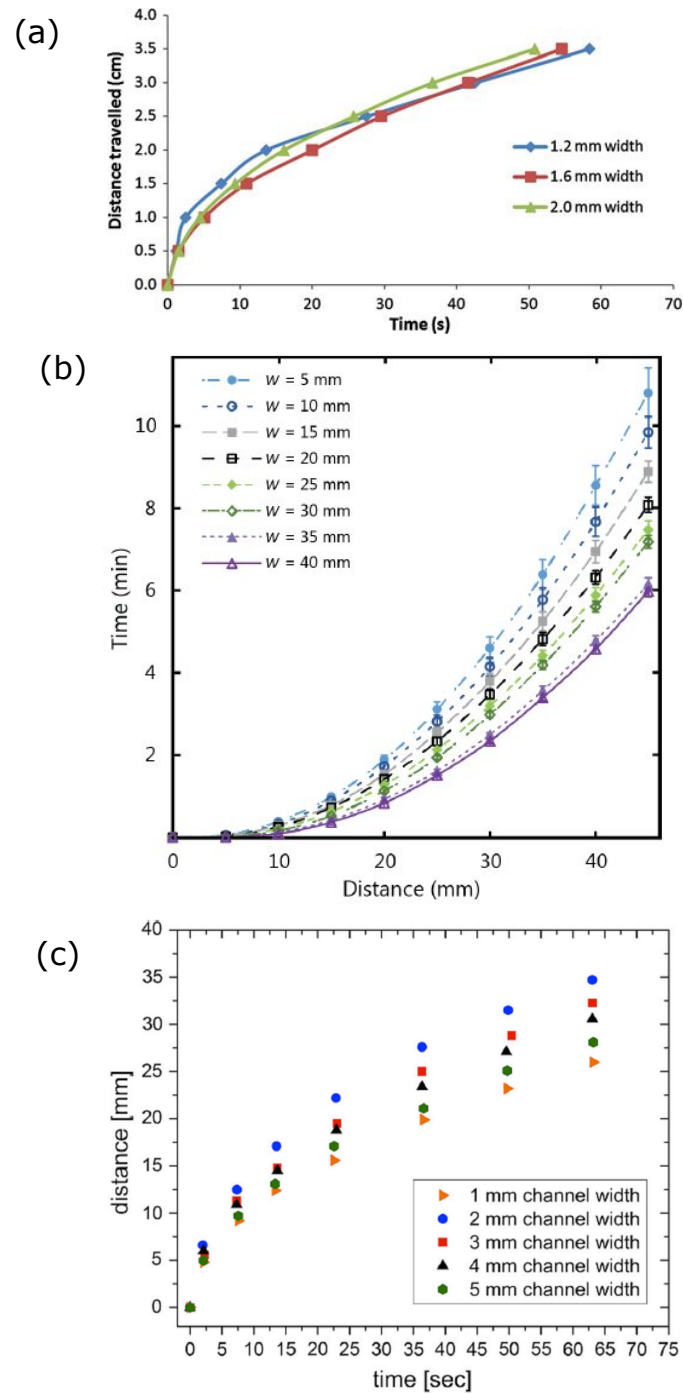 (a)
4.0
3.5
3.0
2.5
2.0
1.5
1.0
0.5
0.0
Distance travelled (cm)
0 10 20 30 40 50 60 70
Time (s)
1.2 mm width
1.6 mm width
2.0 mm width
(b)
w = 5 mm
w = 10 mm
w = 15 mm
w = 20 mm
w = 25 mm
w = 30 mm
w = 35 mm
w = 40 mm
10
8
6
4
2
Time (min)
0 10 20 30 40
Distance (mm)
(c)
40
35
30
25
20
15
10
5
0
distance [mm]
1 mm channel width
2 mm channel width
3 mm channel width
4 mm channel width
5 mm channel width
0 5 10 15 20 25 30 35 40 45 50 55 60 65 70 75
time [sec]